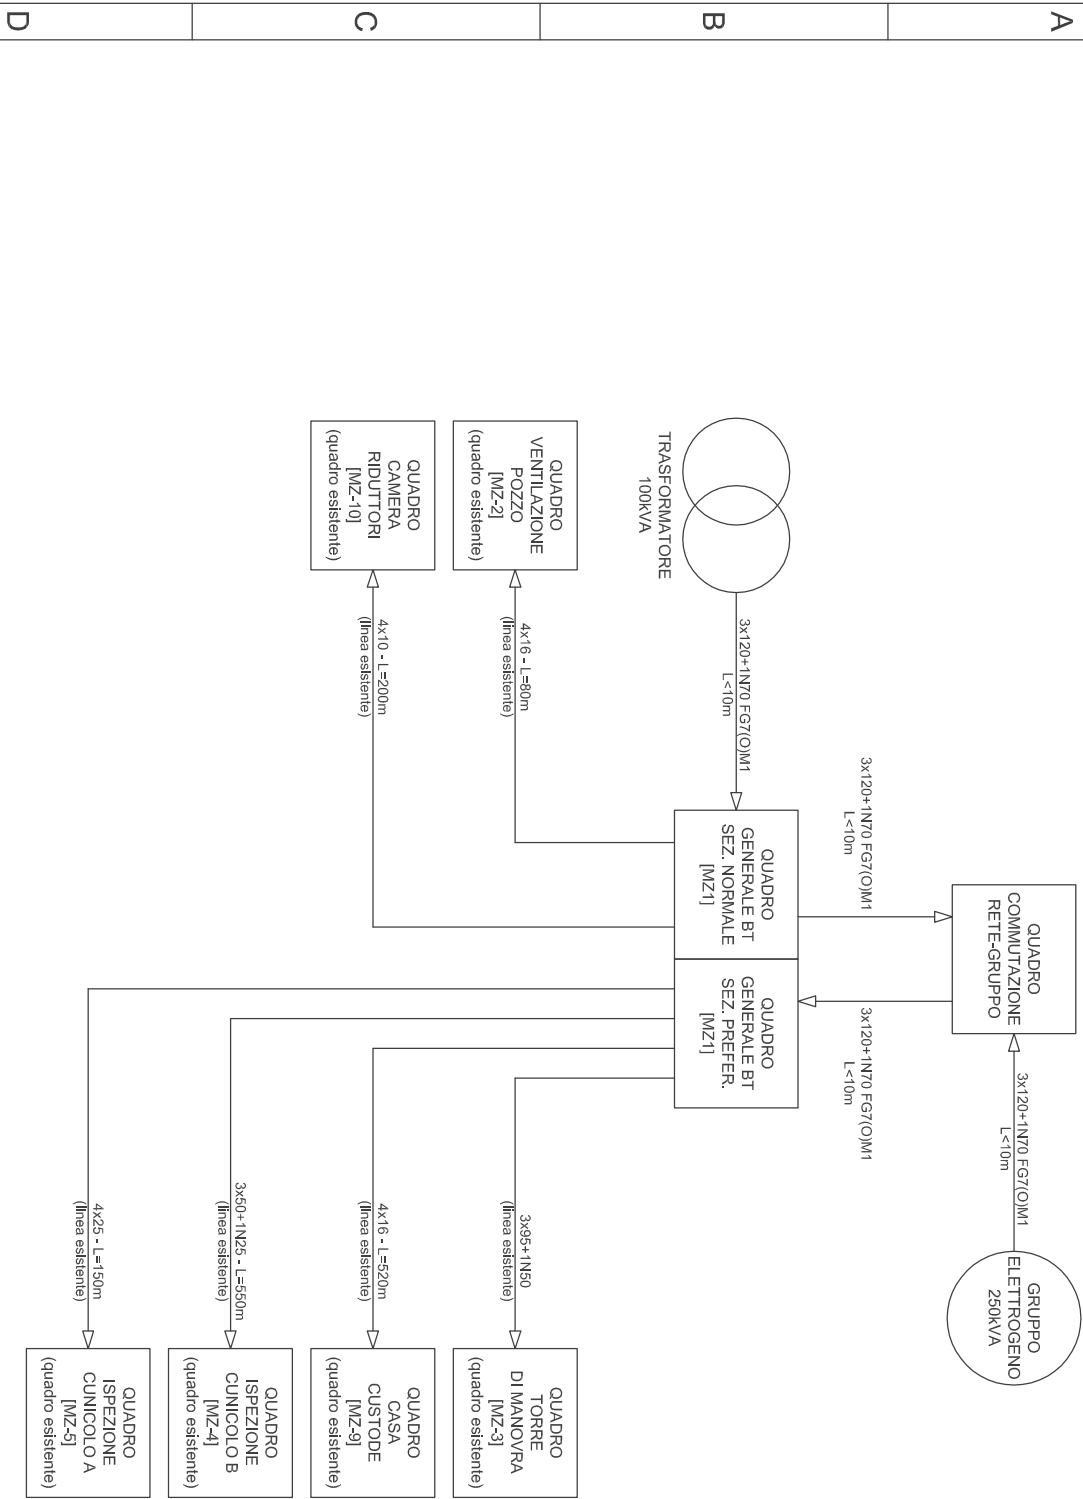 A
B
C
D
GRUPPO
ELETTROGENO
250kVA
3x120+1N70 FG7(O)M1
L<10m
QUADRO
COMMUTAZIONE
RETE-GRUPPO
3x120+1N70 FG7(O)M1
L<10m
3x120+1N70 FG7(O)M1
L<10m
TRASFORMATORE
100kVA
3x120+1N70 FG7(O)M1
L<10m
QUADRO
GENERALE BT
SEZ. NORMALE
[MZ1]
QUADRO
GENERALE BT
SEZ. PREFER.
[MZ1]
QUADRO
VENTILAZIONE
POZZO
[MZ-2]
(quadro esistente)
4x16 - L=80m
(linea esistente)
QUADRO
CAMERA
RIDUTTORI
[MZ-10]
(quadro esistente)
4x10 - L=200m
(linea esistente)
3x95+1N50
(linea esistente)
QUADRO
TORRE
DI MANOVRA
[MZ-3]
(quadro esistente)
4x16 - L=520m
(linea esistente)
QUADRO
CASA
CUSTODE
[MZ-9]
(quadro esistente)
3x50+1N25 - L=550m
(linea esistente)
QUADRO
ISPEZIONE
CUNICOLO B
[MZ-4]
(quadro esistente)
4x25 - L=150m
(linea esistente)
QUADRO
ISPEZIONE
CUNICOLO A
[MZ-5]
(quadro esistente)